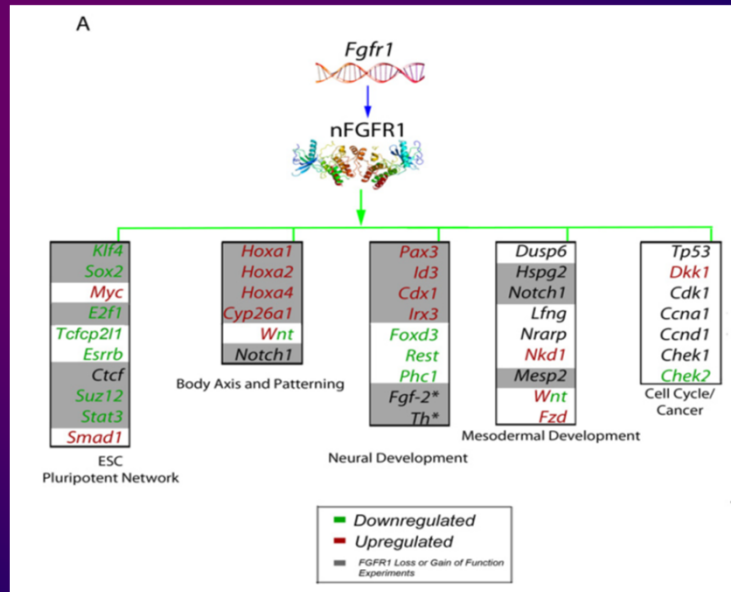 A
Fgfr1
nFGFR1
Klf4
Sox2
Myc
E2f1
Tcfcp2l1
Esrrb
Ctcf
Suz12
Stat3
Smad1
ESC
Pluripotent Network
Hoxa1
Hoxa2
Hoxa4
Cyp26a1
Wnt
Notch1
Body Axis and Patterning
Pax3
Id3
Cdx1
Irx3
Foxd3
Rest
Phc1
Fgf-2*
Th*
Neural Development
Dusp6
Hspg2
Notch1
Lfng
Nrarp
Nkd1
Mesp2
Wnt
Fzd
Mesodermal Development
Tp53
Dkk1
Cdk1
Ccna1
Ccnd1
Chek1
Chek2
Cell Cycle/
Cancer
Downregulated
Upregulated
FGFR1 Loss or Gain of Function
Experiments